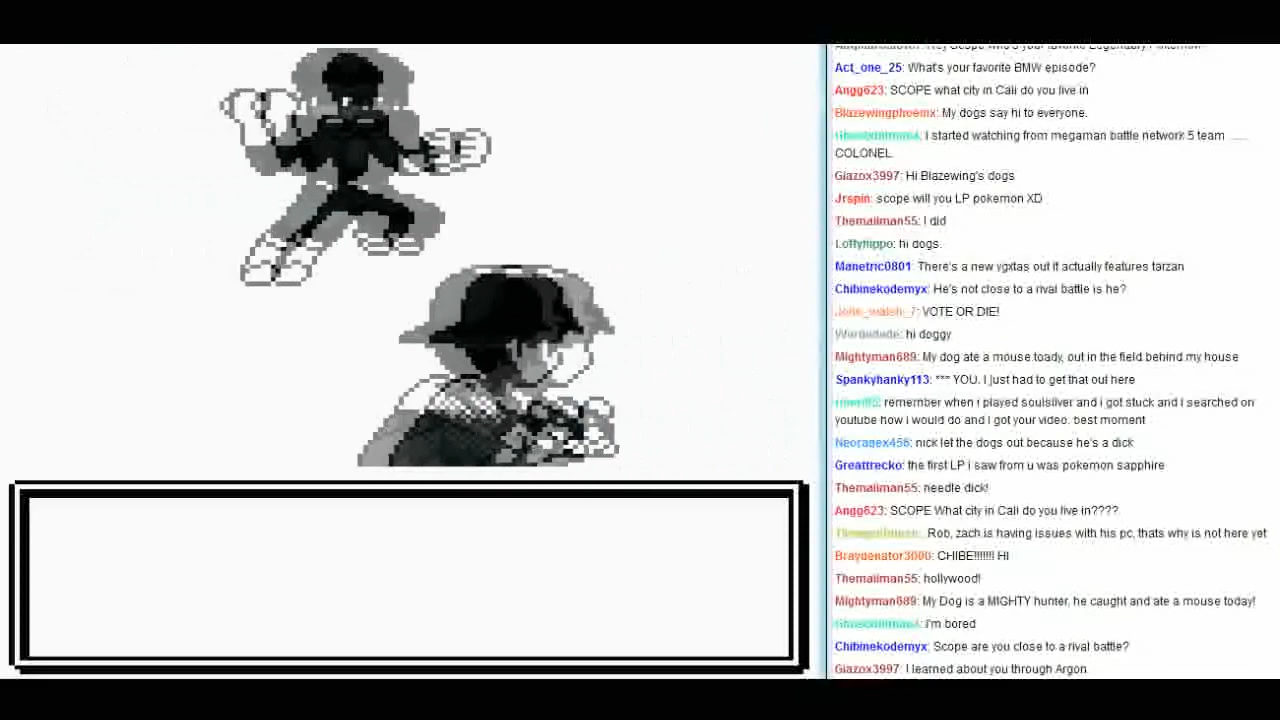 Act_one_25: What's your favorite BMW episode?
Angg623: SCOPE what city in Cali do you live in
Blazewingphoenix: My dogs say hi to everyone.
I started watching from megaman battle network 5 team
COLONEL.
Giazox3997: Hi Blazewing's dogs
Jrspin: scope will you LP pokemon XD
Themailman55: I did
Loftyhippo: hi dogs.
Manetric0801: There's a new vgxtas out if actually features tarzan
Chibinekodemyx: He's not close to a rival battle is he?
John_walsh_7: VOTE OR DIE!
hi doggy
Mightyman689: My dog ate a mouse toady, out in the field behind my house
Spankyhanky113: *** YOU. I just had to get that out here
remember when i played soulsilver and i got stuck and i searched on
youtube how i would do and I got your video. best moment
Neoranex456: nick let the dogs out because he's a dick
Greattrecko: the first LP i saw from u was pokemon sapphire
Themailman55: needle dick!
Angg623: SCOPE What city in Cali do you live in????
Rob, zach is having issues with his pc, thats why is not here yet
Braydenator3000: CHIBE!!!!!!! HI
Themailman55: hollywood!
Mightyman689: My Dog is a MIGHTY hunter, he caught and ate a mouse today!
I'm bored
Chibinekodemyx: Scope are you close to a rival battle?
Giazox3997: I learned about you through Argon